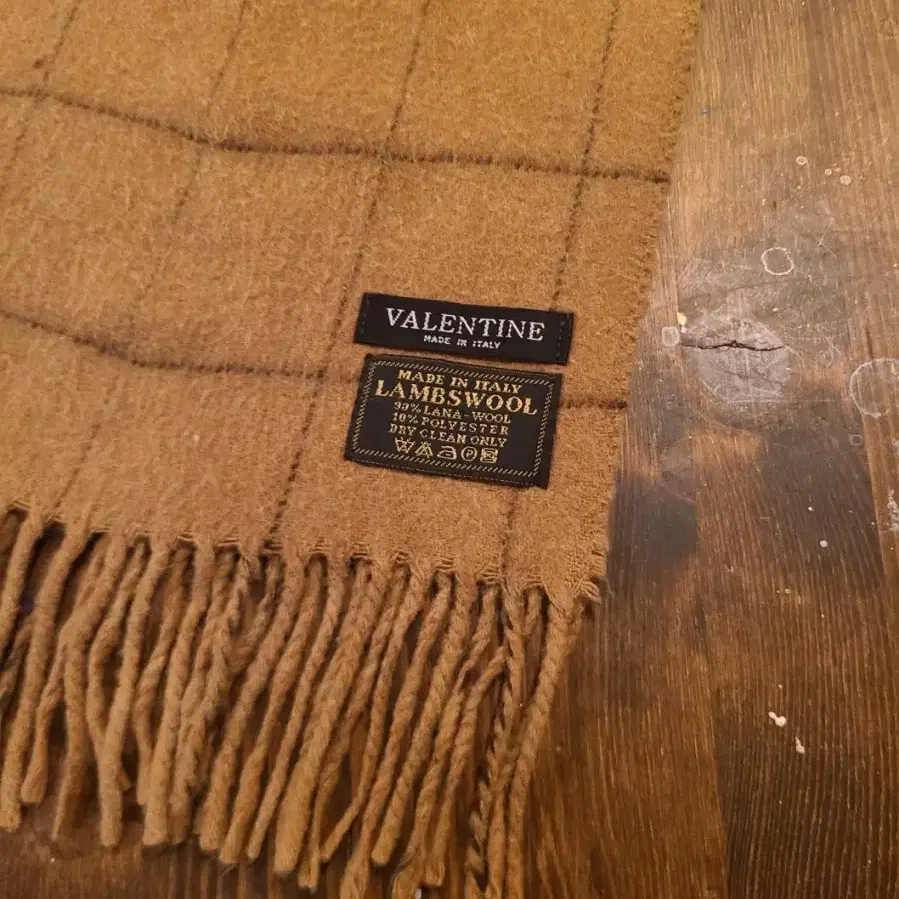 VALENTINE
MADE IN ITALY
MADE IN ITALY
LAMBSWOOL
90% LANA-WOOL
10% POLYESTER
DRY CLEAN ONLY